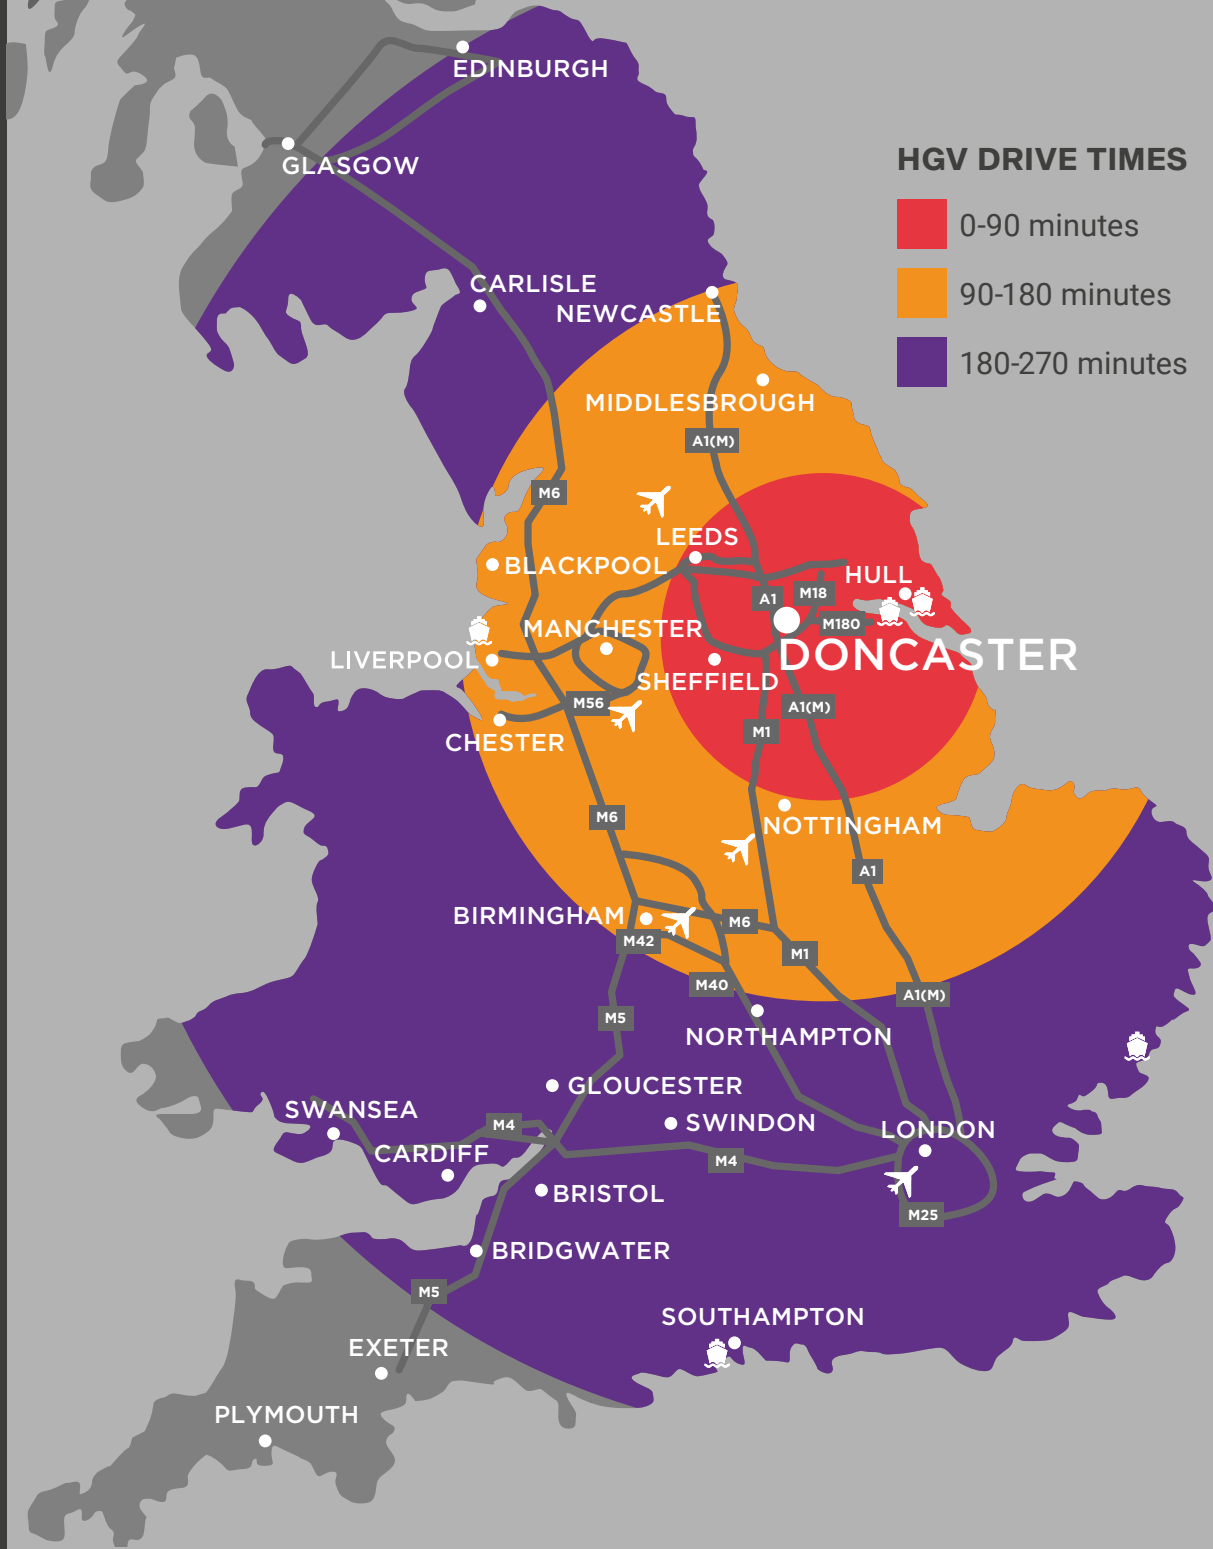 EDINBURGH
GLASGOW
HGV DRIVE TIMES
0-90 minutes
90-180 minutes
180-270 minutes
CARLISLE
NEWCASTLE
MIDDLESBROUGH
A1(M)
M6
LEEDS
BLACKPOOL
HULL
A1
M18
M180
MANCHESTER
DONCASTER
LIVERPOOL
SHEFFIELD
M56
A1(M)
M1
CHESTER
M6
NOTTINGHAM
A1
BIRMINGHAM
M6
M42
M1
M40
A1(M)
M5
NORTHAMPTON
GLOUCESTER
SWANSEA
M4
SWINDON
LONDON
CARDIFF
M4
BRISTOL
M25
BRIDGWATER
M5
SOUTHAMPTON
EXETER
PLYMOUTH